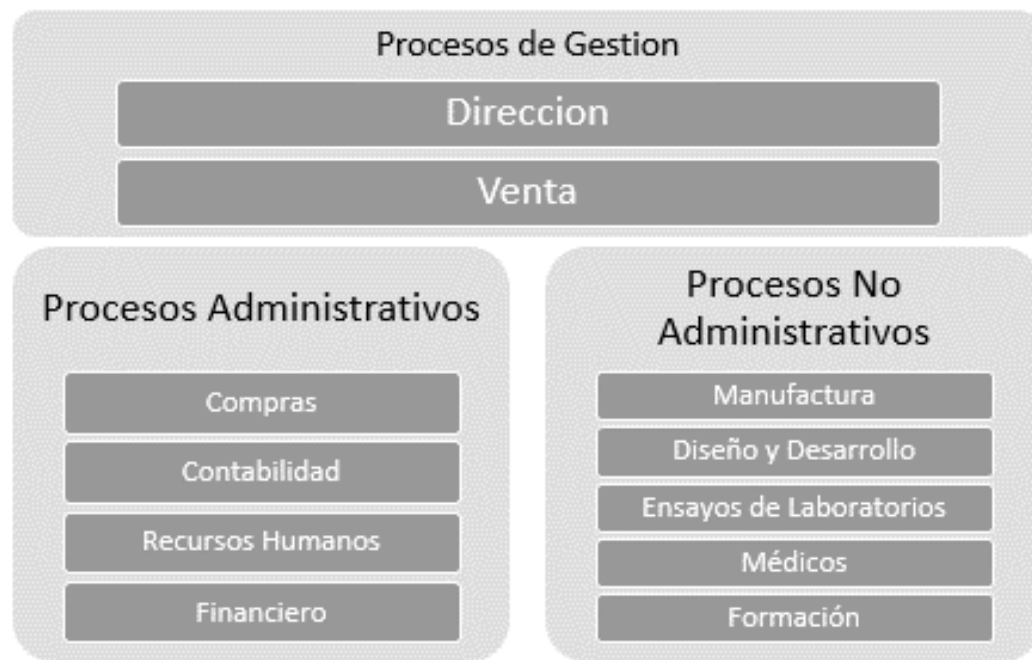 Procesos de Gestion
Direccion
Venta
Procesos Administrativos
Compras
Contabilidad
Recursos Humanos
Financiero
Procesos No
Administrativos
Manufactura
Diseño y Desarrollo
Ensayos de Laboratorios
Médicos
Formación